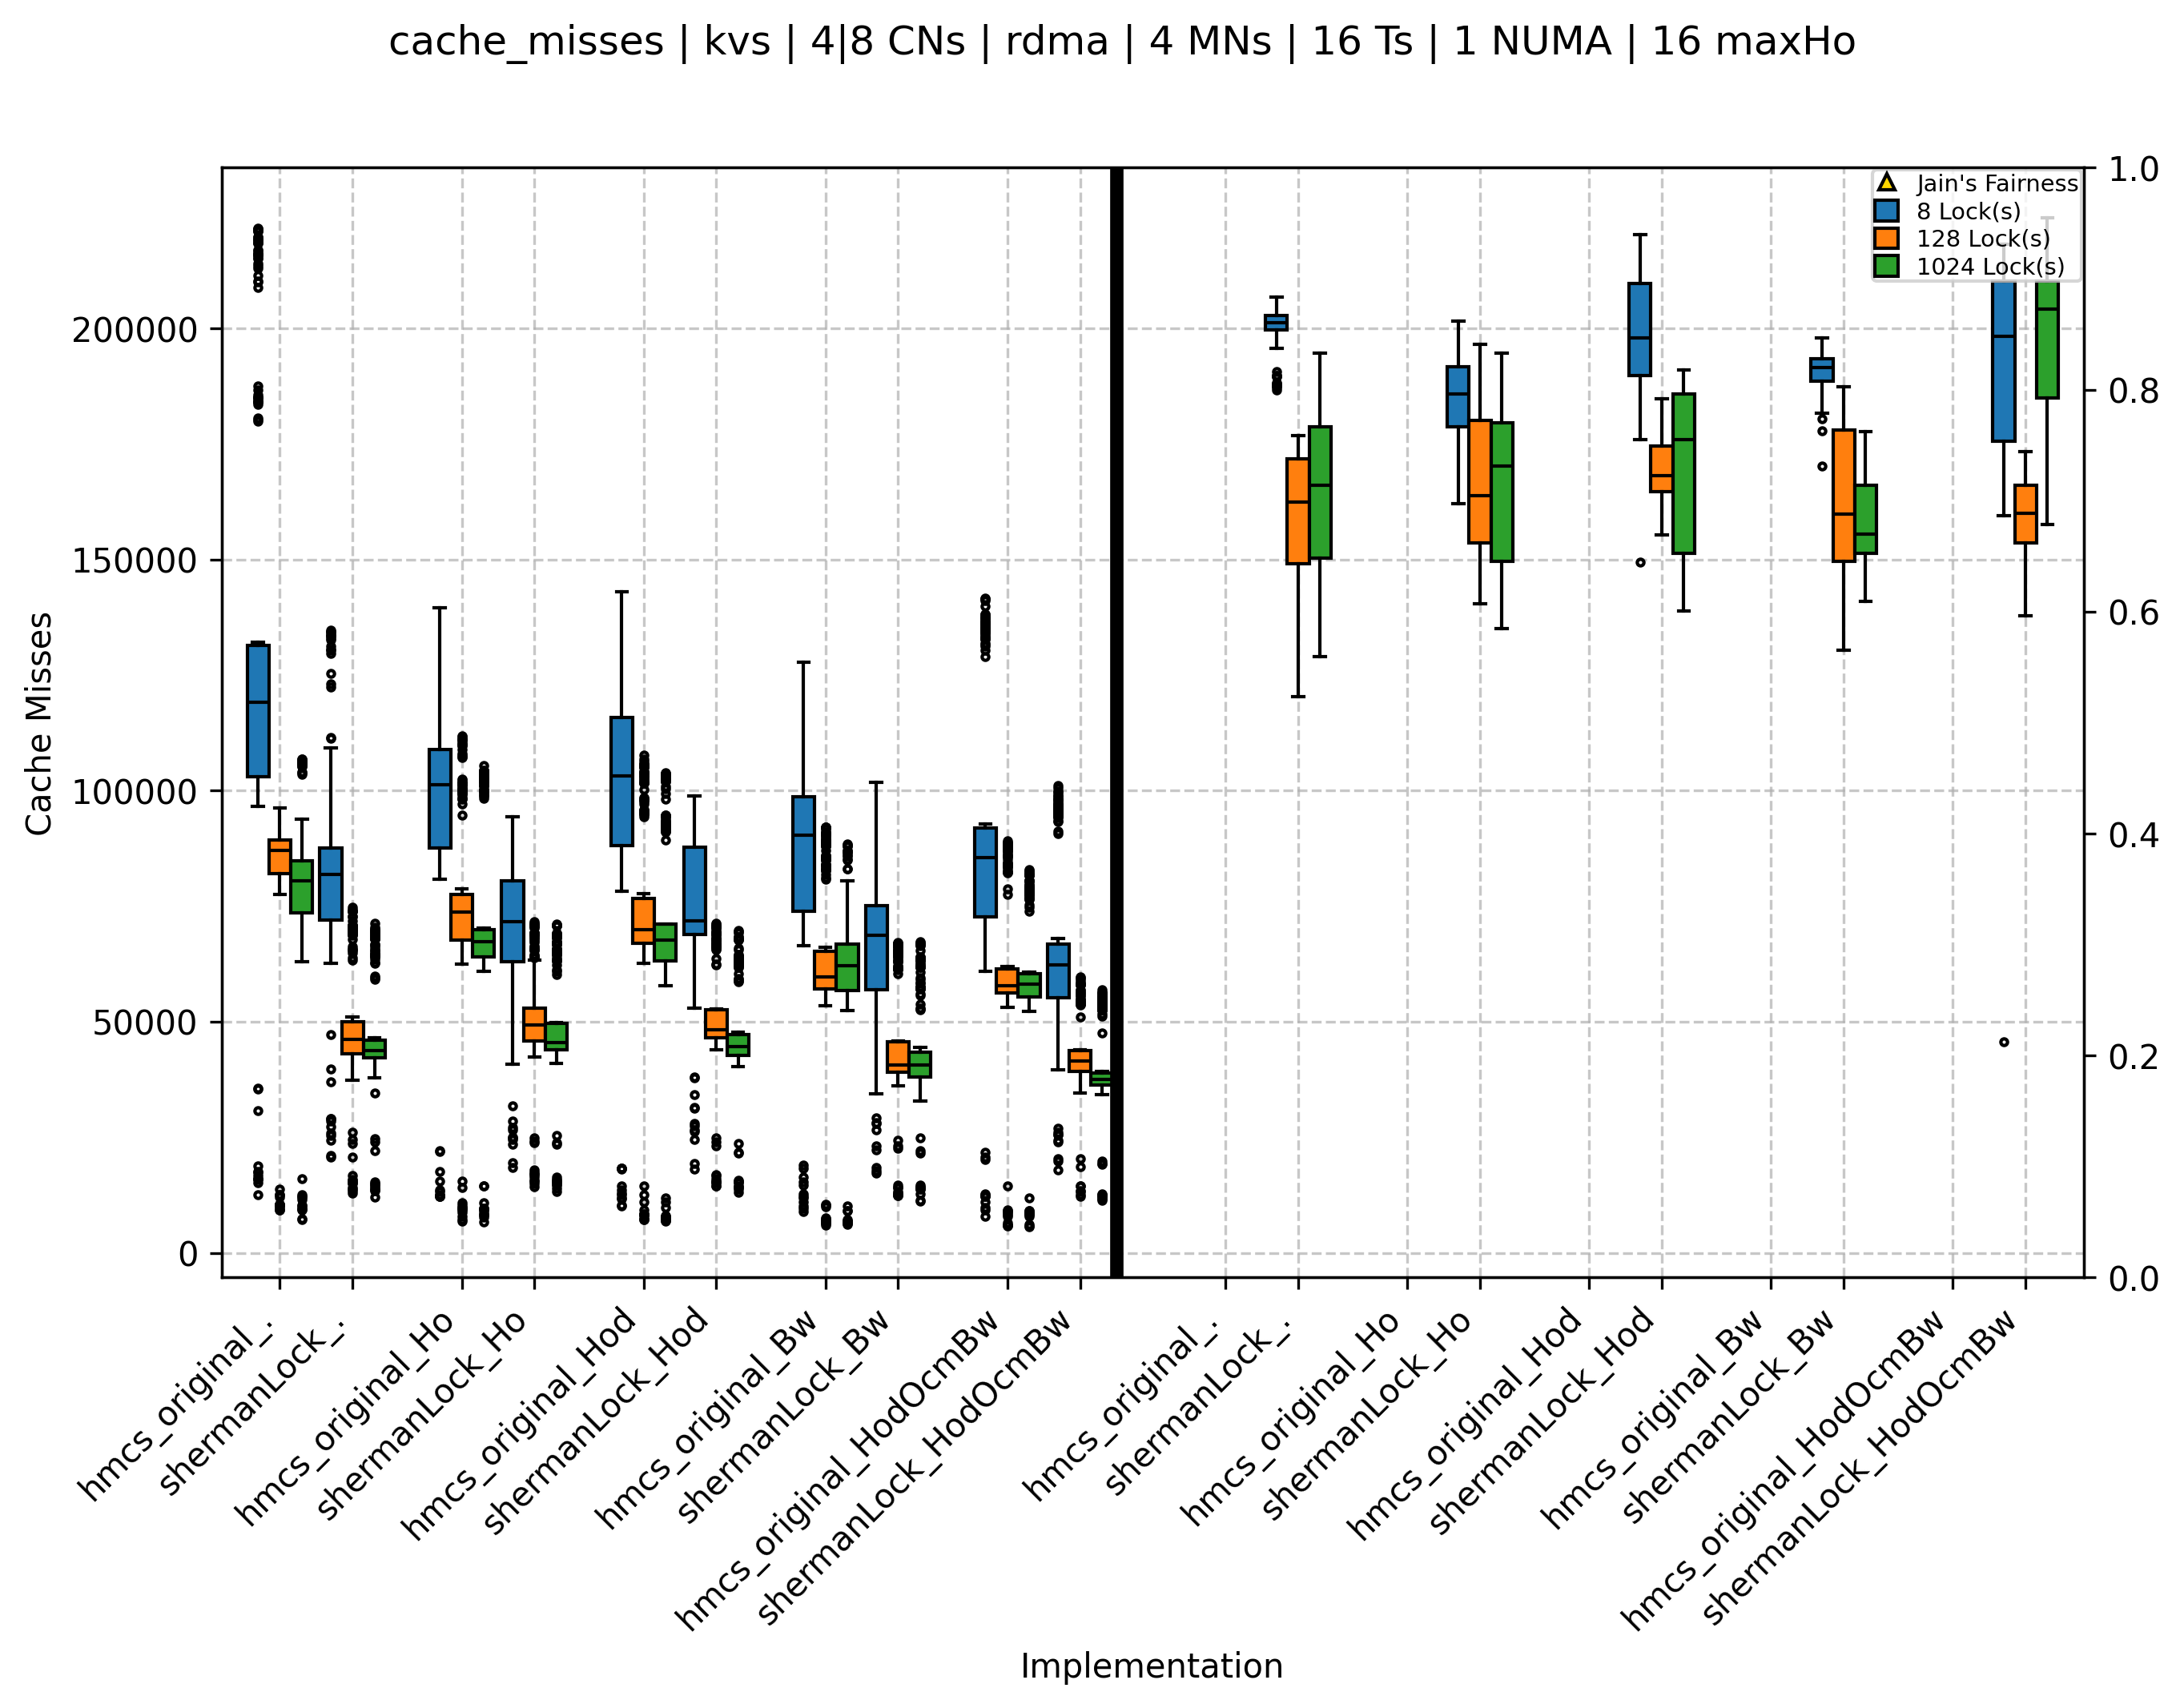 cache_misses | kvs | 4|8 CNs | rdma | 4 MNs | 16 Ts | 1 NUMA | 16 maxHo
Jain's Fairness
8 Lock(s)
128 Lock(s)
1024 Lock(s)
Cache Misses
200000
150000
100000
50000
0
1.0
0.8
0.6
0.4
0.2
0.0
hmcs_original_.
shermanLock_.
hmcs_original_Ho
shermanLock_Ho
hmcs_original_Hod
shermanLock_Hod
hmcs_original_Bw
shermanLock_Bw
hmcs_original_HodOcmBw
shermanLock_HodOcmBw
hmcs_original_.
shermanLock_.
hmcs_original_Ho
shermanLock_Ho
hmcs_original_Hod
shermanLock_Hod
hmcs_original_Bw
shermanLock_Bw
hmcs_original_HodOcmBw
shermanLock_HodOcmBw
Implementation